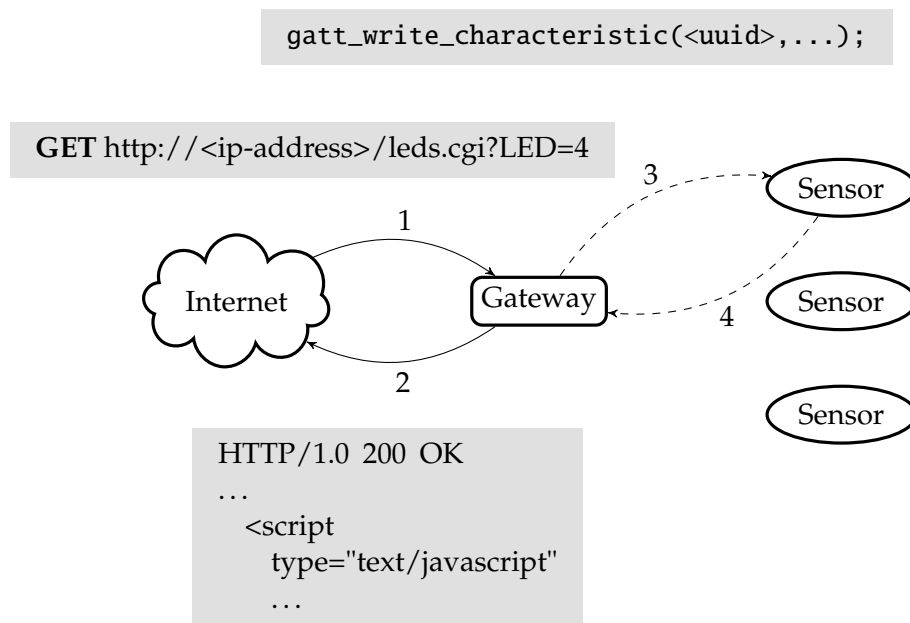 gatt_write_characteristic(<uuid>,...);
GET http://<ip-address>/leds.cgi?LED=4
3
Sensor
1
Internet
Gateway
Sensor
4
2
Sensor
HTTP/1.0 200 OK
...
<script
type="text/javascript"
...